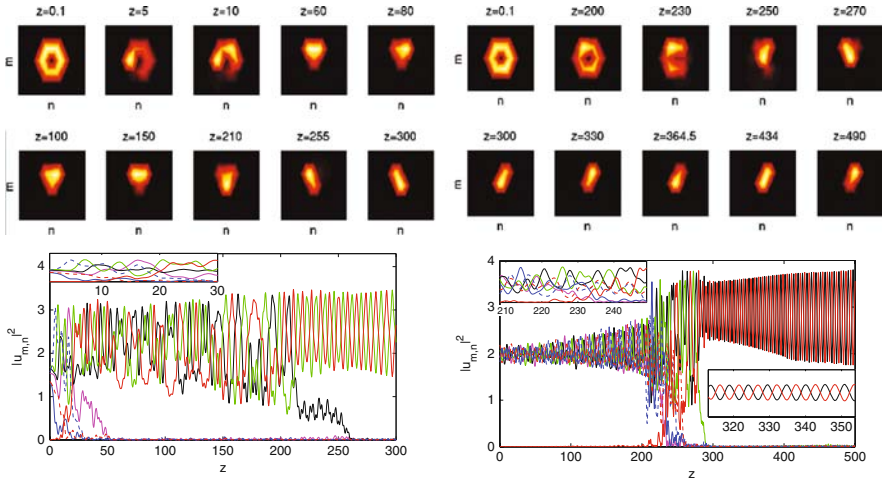 z=0.1 z=5 z=10 z=60 z=80
z=0.1 z=200 z=230 z=250 z=270
m
n n n n n
m
n n n n n
z=100 z=150 z=210 z=255 z=300
z=300 z=330 z=364.5 z=434 z=490
m
n n n n n
m
n n n n n
4
3
2
1
0
|u_{m,n}|^2
10 20 30
0 50 100 150 200 250 300
z
4
3
2
1
0
|u_{m,n}|^2
210 220 230 240
320 330 340 350
0 100 200 300 400 500
z